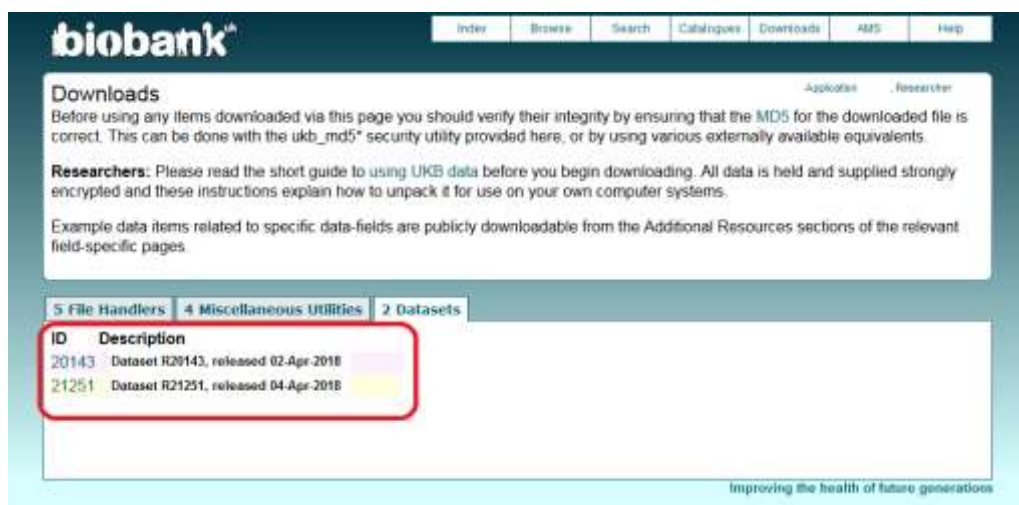 biobank uk
Index Browse Search Catalogues Downloads AMS Help
Downloads
Application , Researcher
Before using any items downloaded via this page you should verify their integrity by ensuring that the MD5 for the downloaded file is
correct. This can be done with the ukb_md5* security utility provided here, or by using various externally available equivalents.
Researchers: Please read the short guide to using UKB data before you begin downloading. All data is held and supplied strongly
encrypted and these instructions explain how to unpack it for use on your own computer systems.
Example data items related to specific data-fields are publicly downloadable from the Additional Resources sections of the relevant
field-specific pages.
5 File Handlers 4 Miscellaneous Utilities 2 Datasets
ID Description
20143 Dataset R20143, released 02-Apr-2018
21251 Dataset R21251, released 04-Apr-2018
Improving the health of future generations